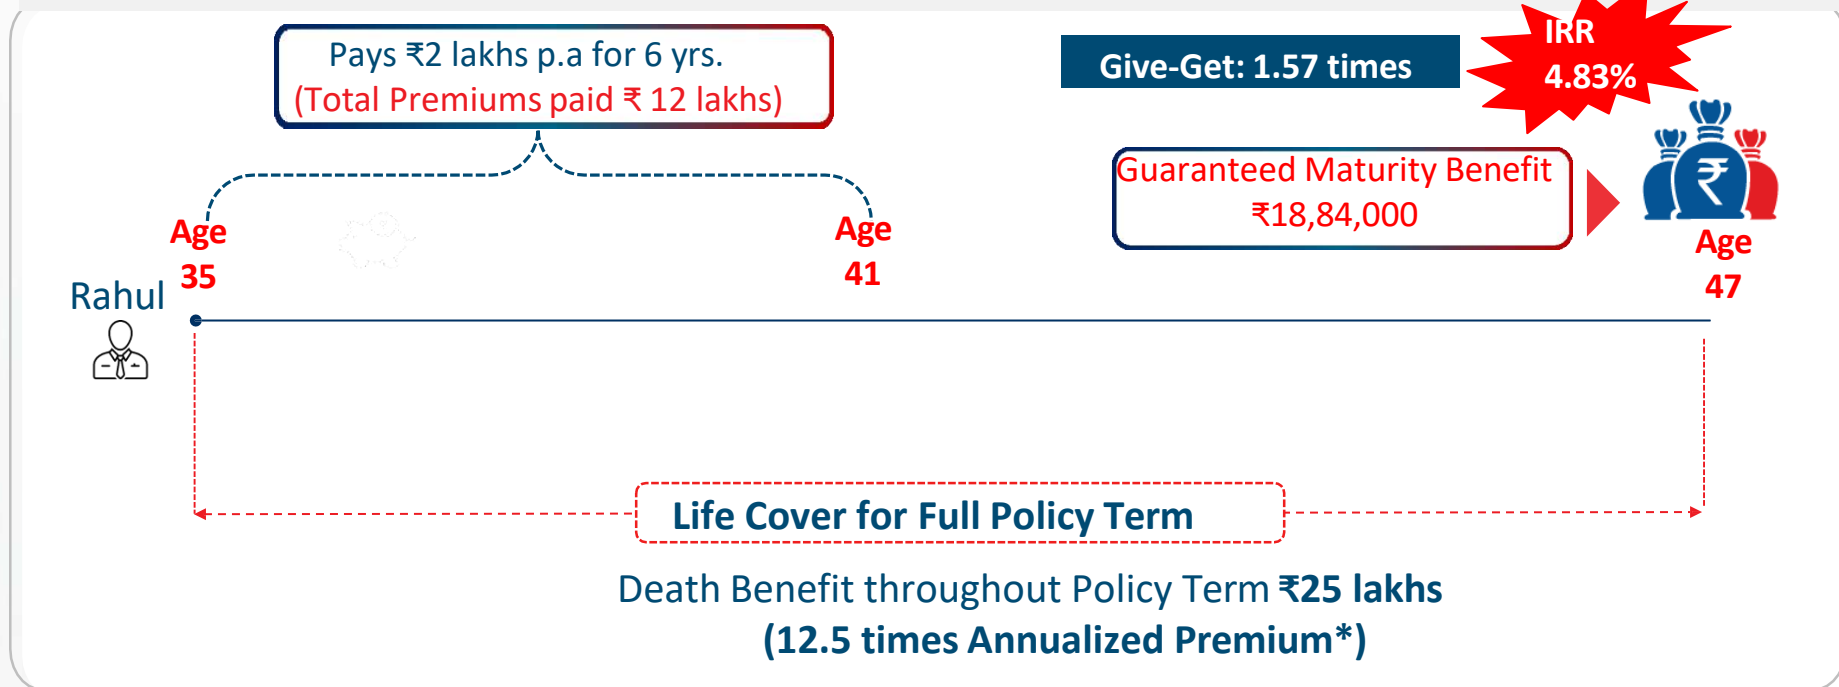 Pays ₹2 lakhs p.a for 6 yrs.
(Total Premiums paid ₹ 12 lakhs)
Give-Get: 1.57 times
IRR
4.83%
Guaranteed Maturity Benefit
₹18,84,000
Age
35
Age
41
Age
47
Rahul
Life Cover for Full Policy Term
Death Benefit throughout Policy Term ₹25 lakhs
(12.5 times Annualized Premium*)